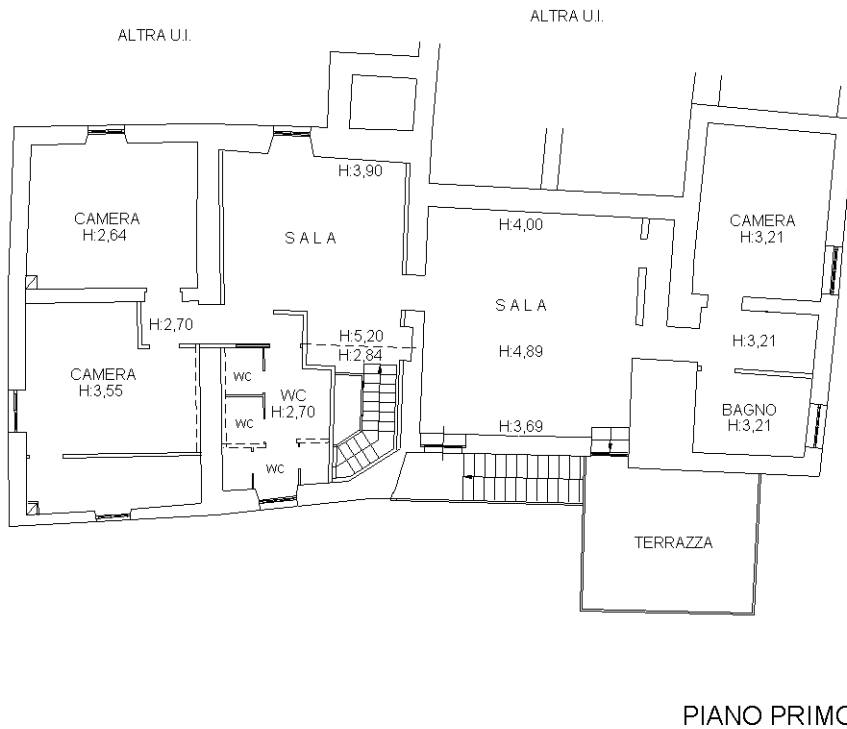 ALTRA U.I.
ALTRA U.I.
H:3,90
CAMERA
H:2,64
S A L A
H:4,00
CAMERA
H:3,21
S A L A
H:2,70
H:5,20
H:2,84
H:4,89
H:3,21
CAMERA
H:3,55
WC
WC
H:2,70
WC
WC
H:3,69
BAGNO
H:3,21
TERRAZZA
PIANO PRIMO